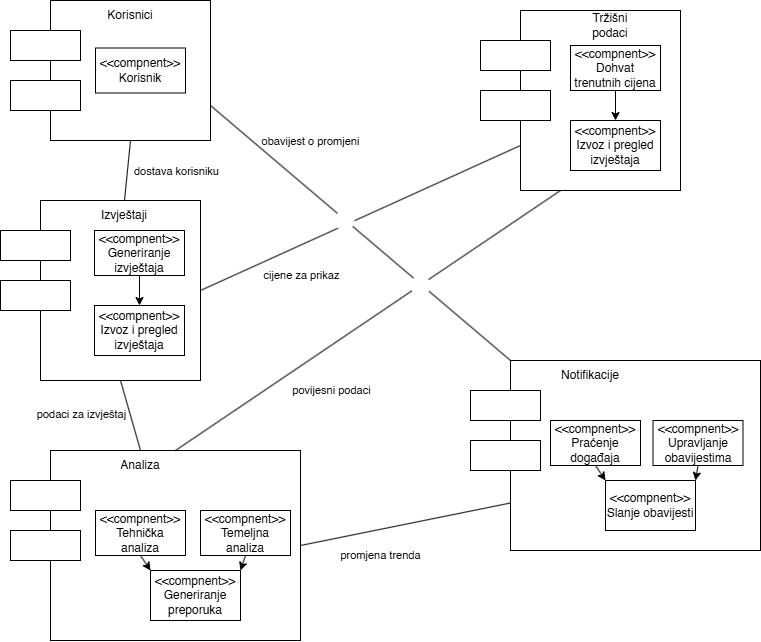 Korisnici
<<compnent>>
Korisnik
Tržišni
podaci
<<compnent>>
Dohvat
trenutnih cijena
<<compnent>>
Izvoz i pregled
izvještaja
obavijest o promjeni
dostava korisniku
Izvještaji
<<compnent>>
Generiranje
izvještaja
<<compnent>>
Izvoz i pregled
izvještaja
cijene za prikaz
povijesni podaci
podaci za izvještaj
Notifikacije
<<compnent>>
Praćenje
događaja
<<compnent>>
Upravljanje
obavijestima
<<compnent>>
Slanje obavijesti
Analiza
<<compnent>>
Tehnička
analiza
<<compnent>>
Temeljna
analiza
<<compnent>>
Generiranje
preporuka
promjena trenda